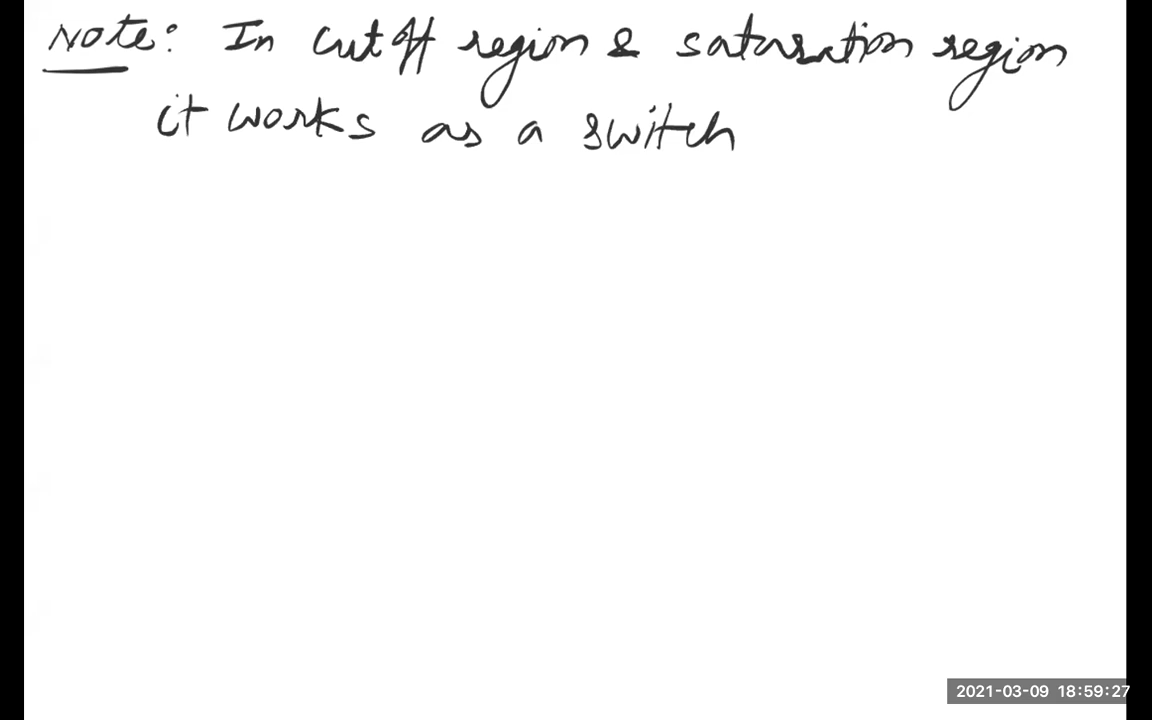 Note: In cutoff region & saturation region
it works as a switch
2021-03-09 18:59:27